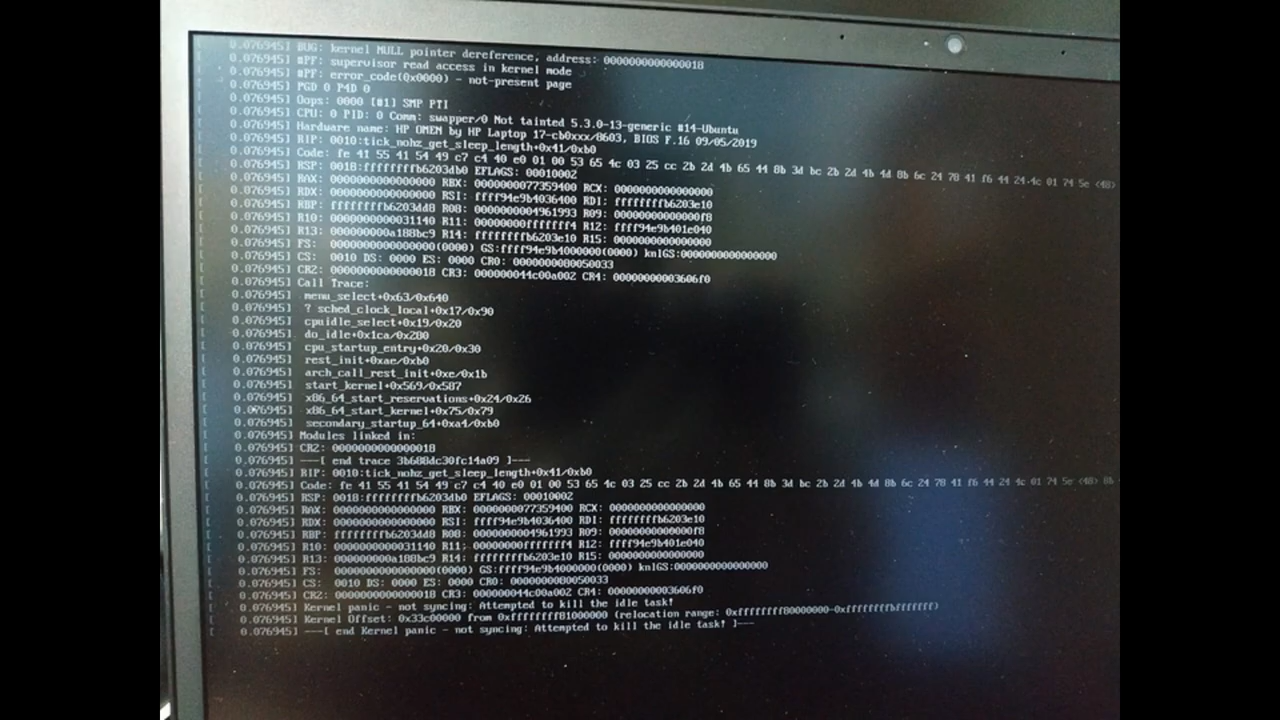 [ 0.076945] BUG: kernel NULL pointer dereference, address: 0000000000000018
[ 0.076945] #PF: supervisor read access in kernel mode
[ 0.076945] #PF: error_code(0x0000) - not-present page
[ 0.076945] PGD 0 P4D 0
[ 0.076945] Oops: 0000 [#1] SMP PTI
[ 0.076945] CPU: 0 PID: 0 Comm: swapper/0 Not tainted 5.3.0-13-generic #14-Ubuntu
[ 0.076945] Hardware name: HP OMEN by HP Laptop 17-cb0xxx/8603, BIOS F.16 09/05/2019
[ 0.076945] RIP: 0010:tick_nohz_get_sleep_length+0x41/0xb0
[ 0.076945] Code: fe 41 55 41 54 49 c7 c4 40 e0 01 00 53 65 4c 03 25 cc 2b 2d 4b 65 44 8b 3d bc 2b 2d 4b 4d 8b 6c 24 78 41 f6 44 24 4c 01 74 5e <48>
[ 0.076945] RSP: 0018:ffffffffb6203db0 EFLAGS: 00010002
[ 0.076945] RAX: 0000000000000000 RBX: 0000000077359400 RCX: 0000000000000000
[ 0.076945] RDX: 0000000000000000 RSI: ffff94e9b4036400 RDI: ffffffffb6203e10
[ 0.076945] RBP: ffffffffb6203dd8 R08: 0000000004961993 R09: 00000000000000f8
[ 0.076945] R10: 0000000000031140 R11: 00000000fffffff4 R12: ffff94e9b401e040
[ 0.076945] R13: 000000000a188bc9 R14: ffffffffb6203e10 R15: 0000000000000000
[ 0.076945] FS: 0000000000000000(0000) GS:ffff94e9b4000000(0000) knlGS:0000000000000000
[ 0.076945] CS: 0010 DS: 0000 ES: 0000 CR0: 0000000080050033
[ 0.076945] CR2: 0000000000000018 CR3: 000000044c00a002 CR4: 00000000003606f0
[ 0.076945] Call Trace:
[ 0.076945] menu_select+0x63/0x640
[ 0.076945] ? sched_clock_local+0x17/0x90
[ 0.076945] cpuidle_select+0x19/0x20
[ 0.076945] do_idle+0x1ca/0x280
[ 0.076945] cpu_startup_entry+0x20/0x30
[ 0.076945] rest_init+0xae/0xb0
[ 0.076945] arch_call_rest_init+0xe/0x1b
[ 0.076945] start_kernel+0x569/0x587
[ 0.076945] x86_64_start_reservations+0x24/0x26
[ 0.076945] x86_64_start_kernel+0x75/0x79
[ 0.076945] secondary_startup_64+0xa4/0xb0
[ 0.076945] Modules linked in:
[ 0.076945] CR2: 0000000000000018
[ 0.076945] ---[ end trace 3b688dc30fc14a09 ]---
[ 0.076945] RIP: 0010:tick_nohz_get_sleep_length+0x41/0xb0
[ 0.076945] Code: fe 41 55 41 54 49 c7 c4 40 e0 01 00 53 65 4c 03 25 cc 2b 2d 4b 65 44 8b 3d bc 2b 2d 4b 4d 8b 6c 24 78 41 f6 44 24 4c 01 74 5e <48> 8b
[ 0.076945] RSP: 0018:ffffffffb6203db0 EFLAGS: 00010002
[ 0.076945] RAX: 0000000000000000 RBX: 0000000077359400 RCX: 0000000000000000
[ 0.076945] RDX: 0000000000000000 RSI: ffff94e9b4036400 RDI: ffffffffb6203e10
[ 0.076945] RBP: ffffffffb6203dd8 R08: 0000000004961993 R09: 00000000000000f8
[ 0.076945] R10: 0000000000031140 R11: 00000000fffffff4 R12: ffff94e9b401e040
[ 0.076945] R13: 000000000a188bc9 R14: ffffffffb6203e10 R15: 0000000000000000
[ 0.076945] FS: 0000000000000000(0000) GS:ffff94e9b4000000(0000) knlGS:0000000000000000
[ 0.076945] CS: 0010 DS: 0000 ES: 0000 CR0: 0000000080050033
[ 0.076945] CR2: 0000000000000018 CR3: 000000044c00a002 CR4: 00000000003606f0
[ 0.076945] Kernel panic - not syncing: Attempted to kill the idle task!
[ 0.076945] Kernel Offset: 0x33c00000 from 0xffffffff81000000 (relocation range: 0xffffffff80000000-0xffffffffbfffffff)
[ 0.076945] ---[ end Kernel panic - not syncing: Attempted to kill the idle task! ]---